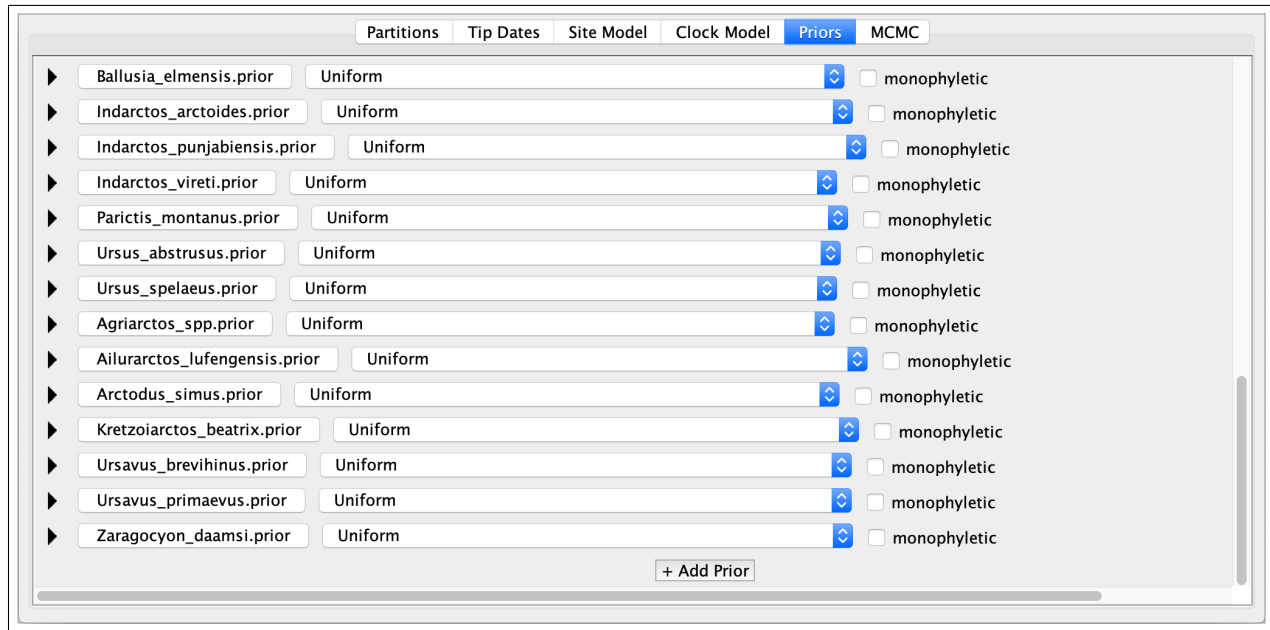 Partitions Tip Dates Site Model Clock Model Priors MCMC
Ballusia_elmensis.prior Uniform monophyletic
Indarctos_arctoides.prior Uniform monophyletic
Indarctos_punjabiensis.prior Uniform monophyletic
Indarctos_vireti.prior Uniform monophyletic
Parictis_montanus.prior Uniform monophyletic
Ursus_abstrusus.prior Uniform monophyletic
Ursus_spelaeus.prior Uniform monophyletic
Agriarctos_spp.prior Uniform monophyletic
Ailurarctos_lufengensis.prior Uniform monophyletic
Arctodus_simus.prior Uniform monophyletic
Kretzoiarctos_beatrix.prior Uniform monophyletic
Ursavus_brevihinus.prior Uniform monophyletic
Ursavus_primaevus.prior Uniform monophyletic
Zaragocyon_daamsi.prior Uniform monophyletic
+ Add Prior